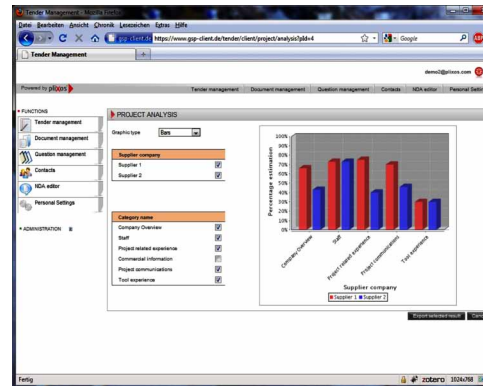 Tender Management - Mozilla Firefox
Datei Bearbeiten Ansicht Chronik Lesezeichen Extras Hilfe
gsp-client.de https://www.gsp-client.de/tender/client/project/analysis?pId=4
Google
Tender Management
demo2@plixos.com
Powered by plixos
Tender management Document management Question management Contacts NDA editor Personal Setti
FUNCTIONS
Tender management
Document management
Question management
Contacts
NDA editor
Personal Settings
ADMINISTRATION
PROJECT ANALYSIS
Graphic type Bars
Supplier company
Supplier 1
Supplier 2
Category name
Company Overview
Staff
Project related experience
Commercial information
Project communications
Tool experience
Percentage estimation
100%
90%
80%
70%
60%
50%
40%
30%
20%
10%
0%
Company Overview
Staff
Project related experience
Project communications
Tool experience
Supplier company
Supplier 1 Supplier 2
Export selected result Canc
Fertig
zotero 1024x768